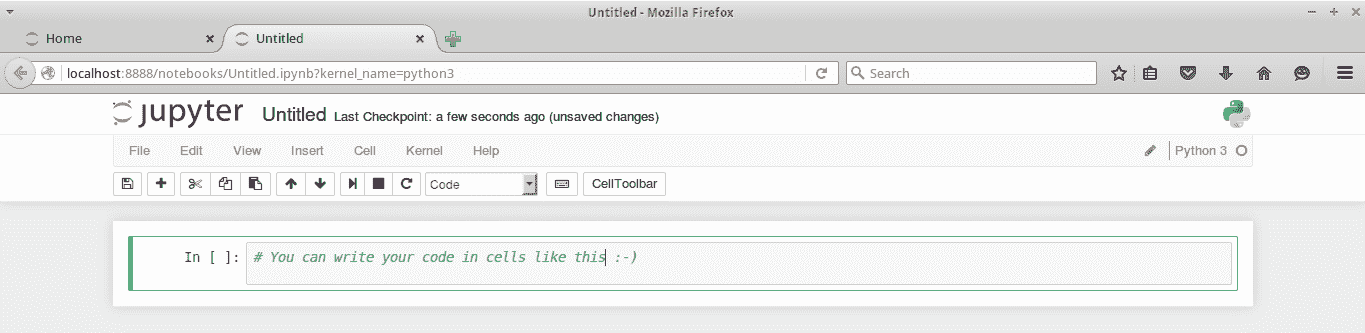 Untitled - Mozilla Firefox
Home Untitled
localhost:8888/notebooks/Untitled.ipynb?kernel_name=python3 Search
jupyter Untitled Last Checkpoint: a few seconds ago (unsaved changes)
File Edit View Insert Cell Kernel Help Python 3
Code CellToolbar
In [ ]: # You can write your code in cells like this :-)